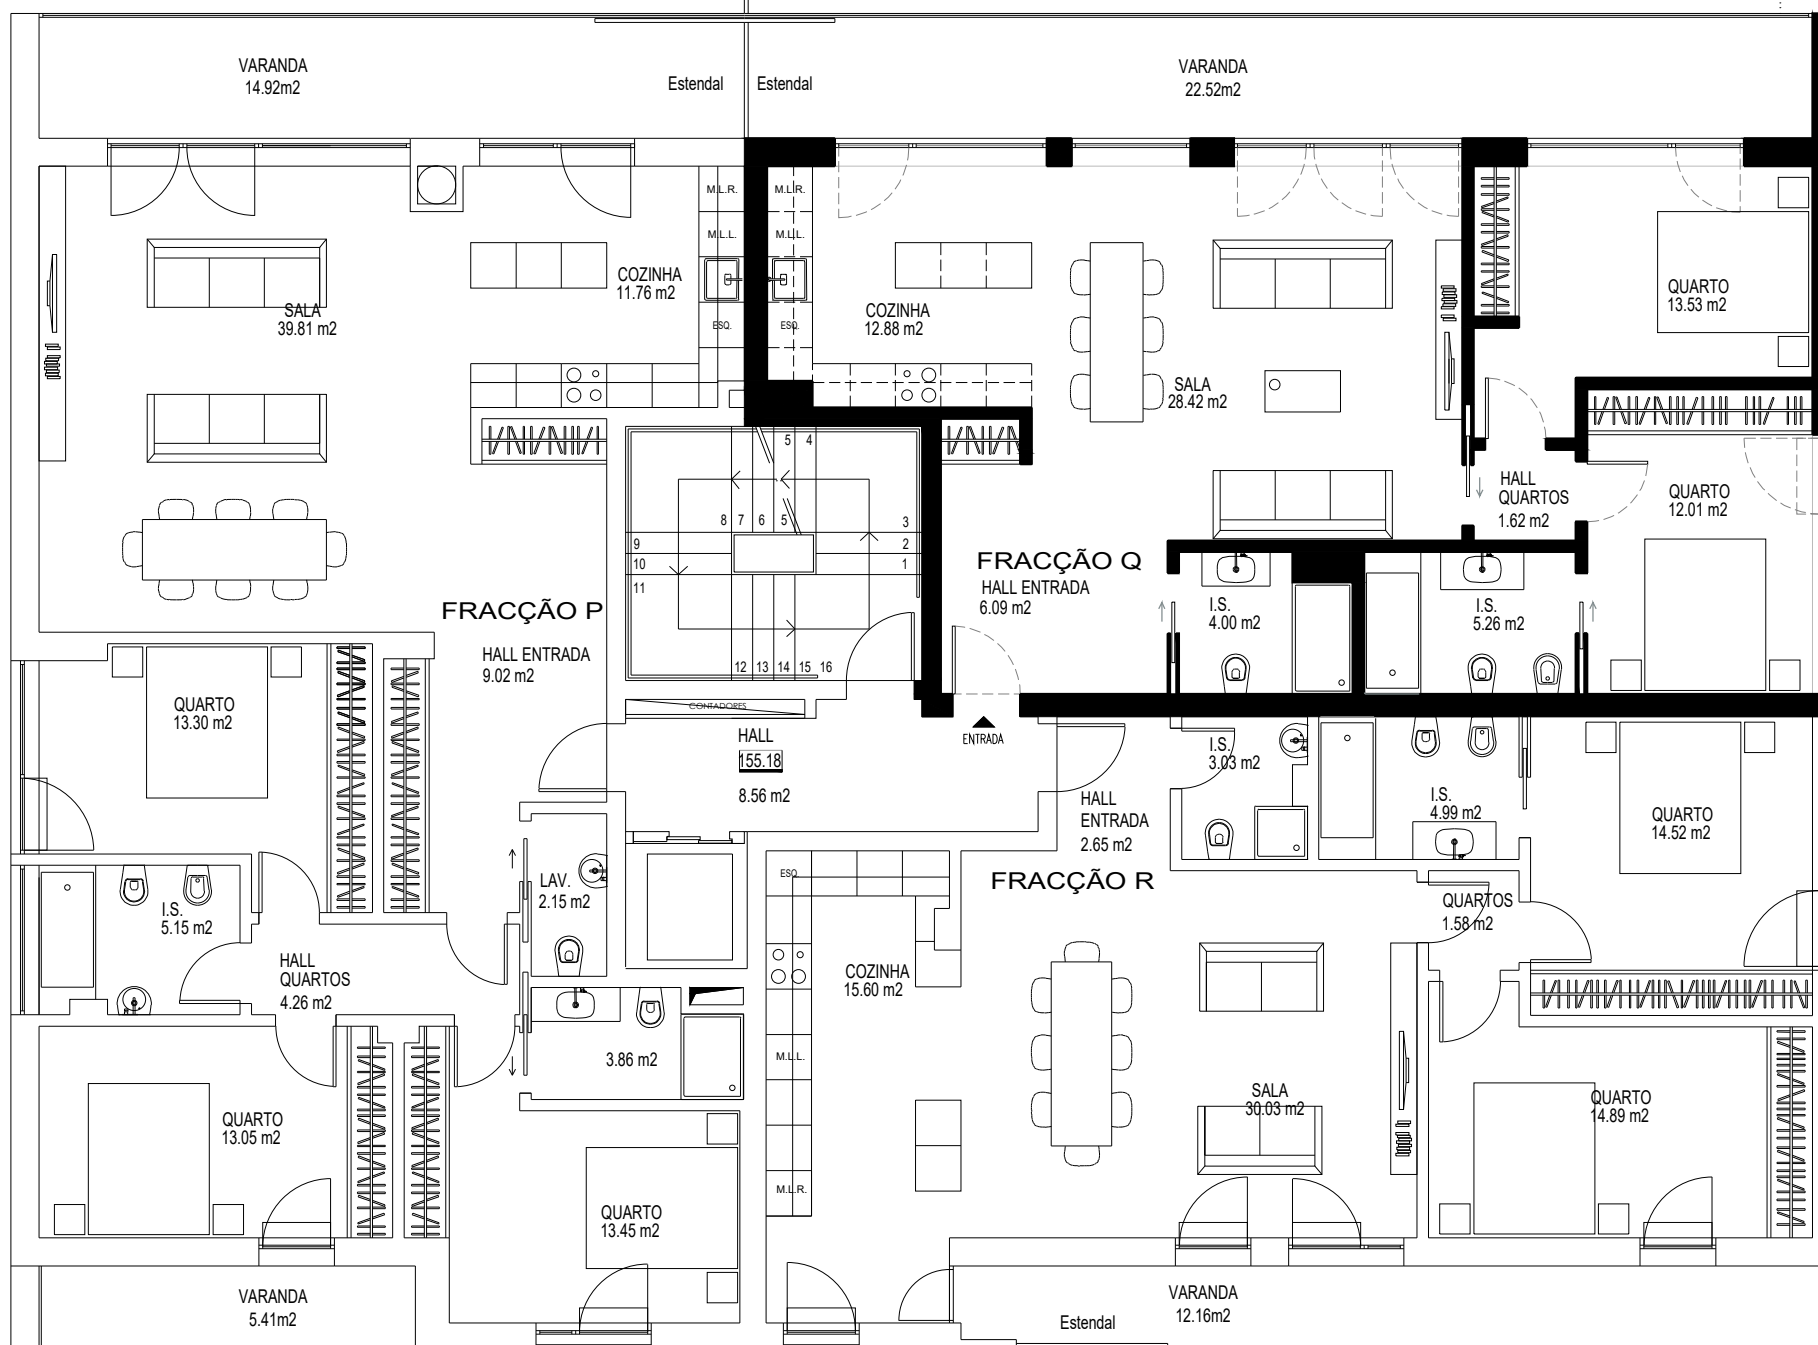 VARANDA
14.92m2
Estendal
Estendal
VARANDA
22.52m2
M.L.R.
M.L.L.
ESQ.
M.L.R.
M.L.L.
ESQ.
COZINHA
11.76 m2
SALA
39.81 m2
COZINHA
12.88 m2
SALA
28.42 m2
QUARTO
13.53 m2
HALL
QUARTOS
1.62 m2
QUARTO
12.01 m2
5
4
8
7
6
5
3
2
1
9
10
11
12
13
14
15
16
FRACÇÃO Q
HALL ENTRADA
6.09 m2
I.S.
4.00 m2
I.S.
5.26 m2
FRACÇÃO P
HALL ENTRADA
9.02 m2
QUARTO
13.30 m2
CONTADORES
HALL
155.18
8.56 m2
ENTRADA
I.S.
3.03 m2
HALL
ENTRADA
2.65 m2
I.S.
4.99 m2
QUARTO
14.52 m2
FRACÇÃO R
ESQ.
LAV.
2.15 m2
I.S.
5.15 m2
QUARTOS
1.58 m2
HALL
QUARTOS
4.26 m2
COZINHA
15.60 m2
3.86 m2
M.L.L.
M.L.R.
SALA
30.03 m2
QUARTO
14.89 m2
QUARTO
13.05 m2
QUARTO
13.45 m2
VARANDA
5.41m2
VARANDA
12.16m2
Estendal